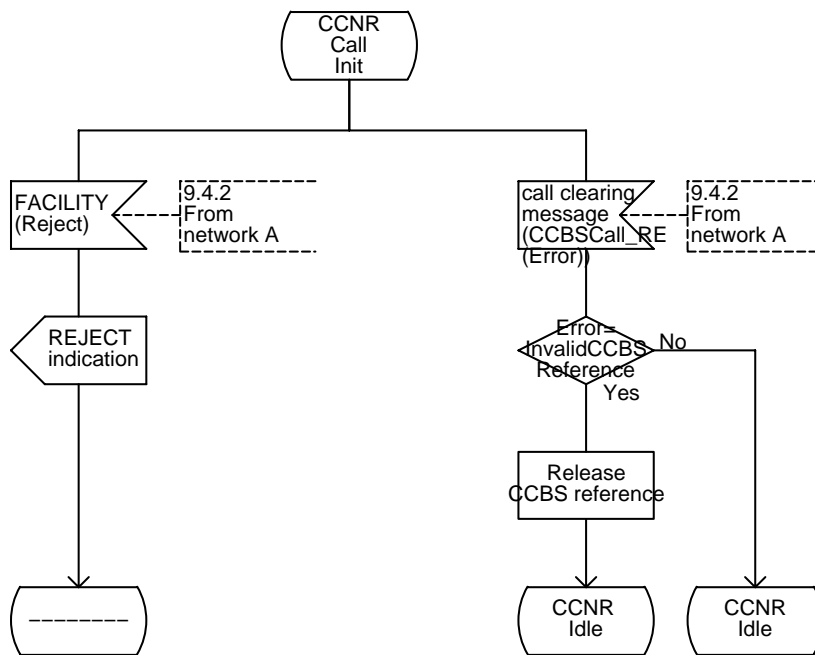 CCNR
Call
Init
FACILITY
(Reject)
9.4.2
From
network A
call clearing
message
(CCBSCall_RE
(Error))
9.4.2
From
network A
REJECT
indication
Error=
InvalidCCBS
Reference
No
Yes
Release
CCBS reference
CCNR
Idle
CCNR
Idle